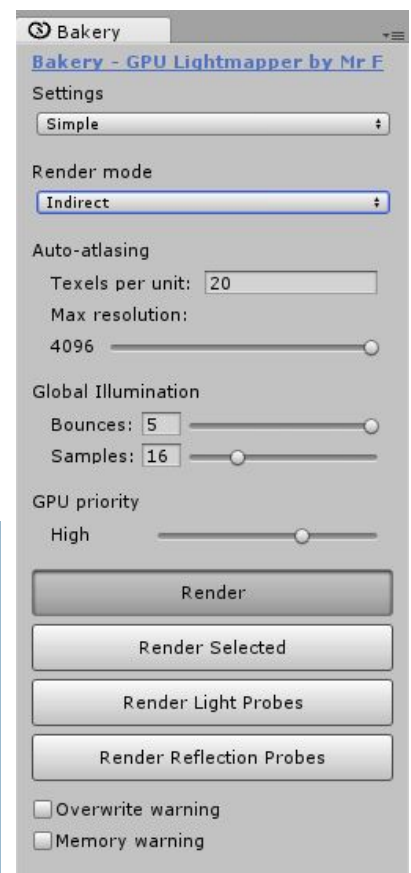 Bakery
Bakery - GPU Lightmapper by Mr F
Settings
Simple
Render mode
Indirect
Auto-atlasing
Texels per unit: 20
Max resolution:
4096
Global Illumination
Bounces: 5
Samples: 16
GPU priority
High
Render
Render Selected
Render Light Probes
Render Reflection Probes
Overwrite warning
Memory warning